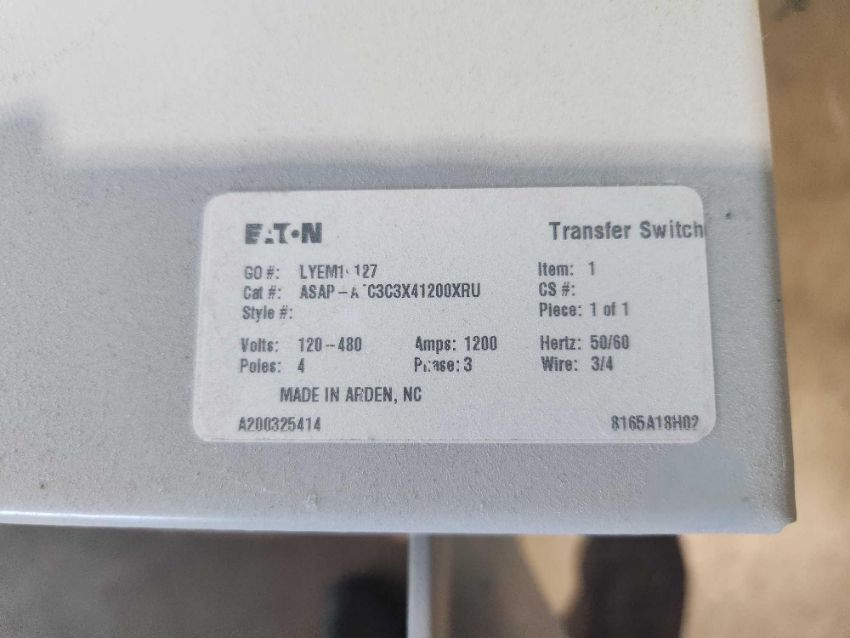 EATON Transfer Switch
GO #: Item: 1
Cat #: CS #:
Style #: Piece: 1 of 1
Volts: 120-480 Amps: 1200 Hertz: 50/60
Poles: 4 Phase: 3 Wire: 3/4
MADE IN ARDEN, NC
A200325414 8165A18H02